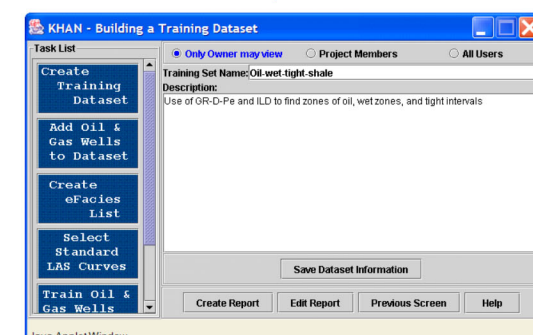 KHAN - Building a Training Dataset
Task List
Only Owner may view
Project Members
All Users
Create
Training
Dataset
Training Set Name: Oil-wet-tight-shale
Description:
Use of GR-D-Pe and ILD to find zones of oil, wet zones, and tight intervals
Add Oil &
Gas Wells
to Dataset
Create
eFacies
List
Select
Standard
LAS Curves
Save Dataset Information
Train Oil &
Gas Wells
Create Report
Edit Report
Previous Screen
Help
Java Applet Window